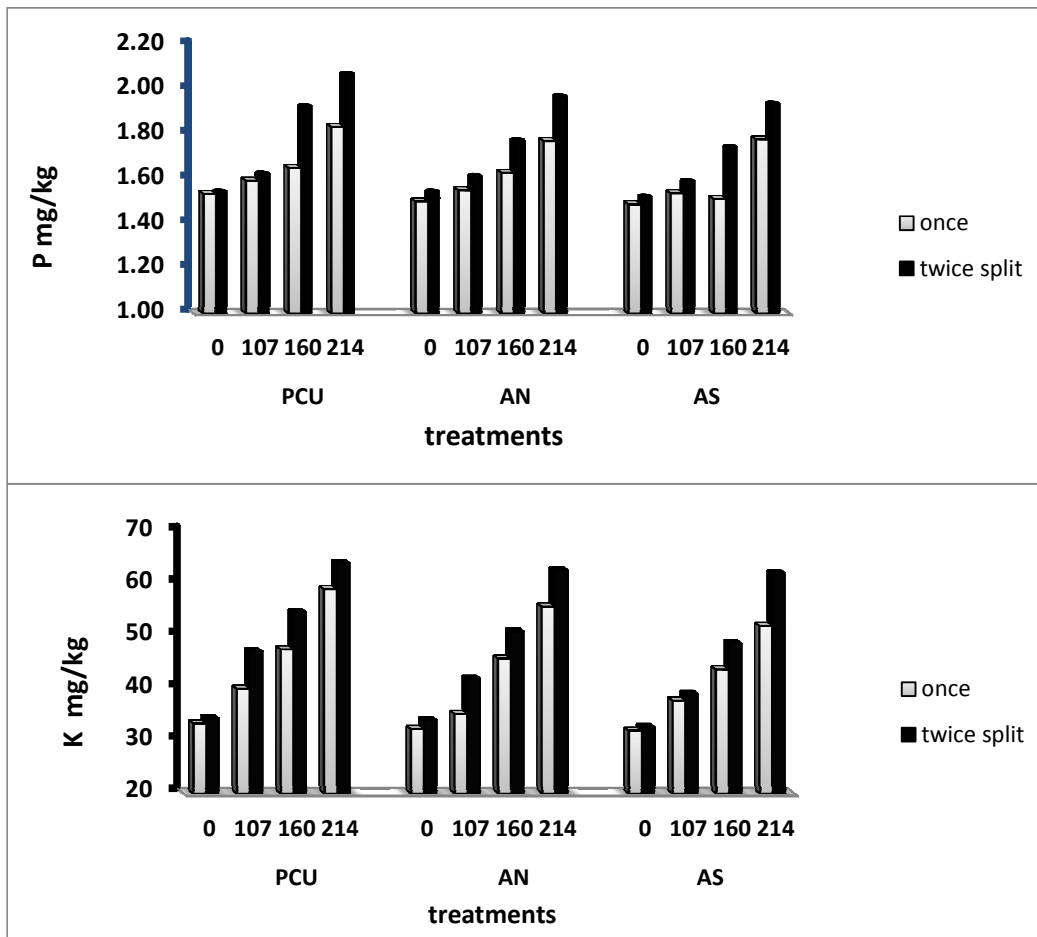 2.20
2.00
1.80
1.60
1.40
1.20
1.00
P mg/kg
0 107 160 214 0 107 160 214 0 107 160 214
PCU AN AS
treatments
once
twice split
70
60
50
40
30
20
K mg/kg
0 107 160 214 0 107 160 214 0 107 160 214
PCU AN AS
treatments
once
twice split